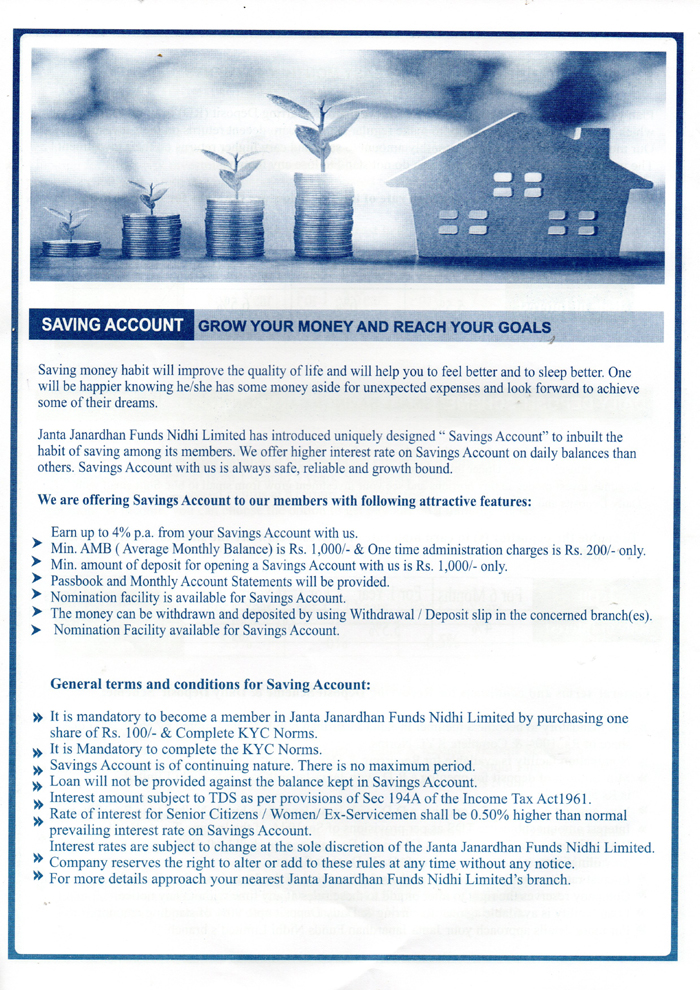 SAVING ACCOUNT GROW YOUR MONEY AND REACH YOUR GOALS
Saving money habit will improve the quality of life and will help you to feel better and to sleep better. One
will be happier knowing he/she has some money aside for unexpected expenses and look forward to achieve
some of their dreams.
Janta Janardhan Funds Nidhi Limited has introduced uniquely designed “ Savings Account” to inbuilt the
habit of saving among its members. We offer higher interest rate on Savings Account on daily balances than
others. Savings Account with us is always safe, reliable and growth bound.
We are offering Savings Account to our members with following attractive features:
Earn up to 4% p.a. from your Savings Account with us.
Min. AMB ( Average Monthly Balance) is Rs. 1,000/- & One time administration charges is Rs. 200/- only.
Min. amount of deposit for opening a Savings Account with us is Rs. 1,000/- only.
Passbook and Monthly Account Statements will be provided.
Nomination facility is available for Savings Account.
The money can be withdrawn and deposited by using Withdrawal / Deposit slip in the concerned branch(es).
Nomination Facility available for Savings Account.
General terms and conditions for Saving Account:
It is mandatory to become a member in Janta Janardhan Funds Nidhi Limited by purchasing one
share of Rs. 100/- & Complete KYC Norms.
It is Mandatory to complete the KYC Norms.
Savings Account is of continuing nature. There is no maximum period.
Loan will not be provided against the balance kept in Savings Account.
Interest amount subject to TDS as per provisions of Sec 194A of the Income Tax Act1961.
Rate of interest for Senior Citizens / Women/ Ex-Servicemen shall be 0.50% higher than normal
prevailing interest rate on Savings Account.
Interest rates are subject to change at the sole discretion of the Janta Janardhan Funds Nidhi Limited.
Company reserves the right to alter or add to these rules at any time without any notice.
For more details approach your nearest Janta Janardhan Funds Nidhi Limited’s branch.